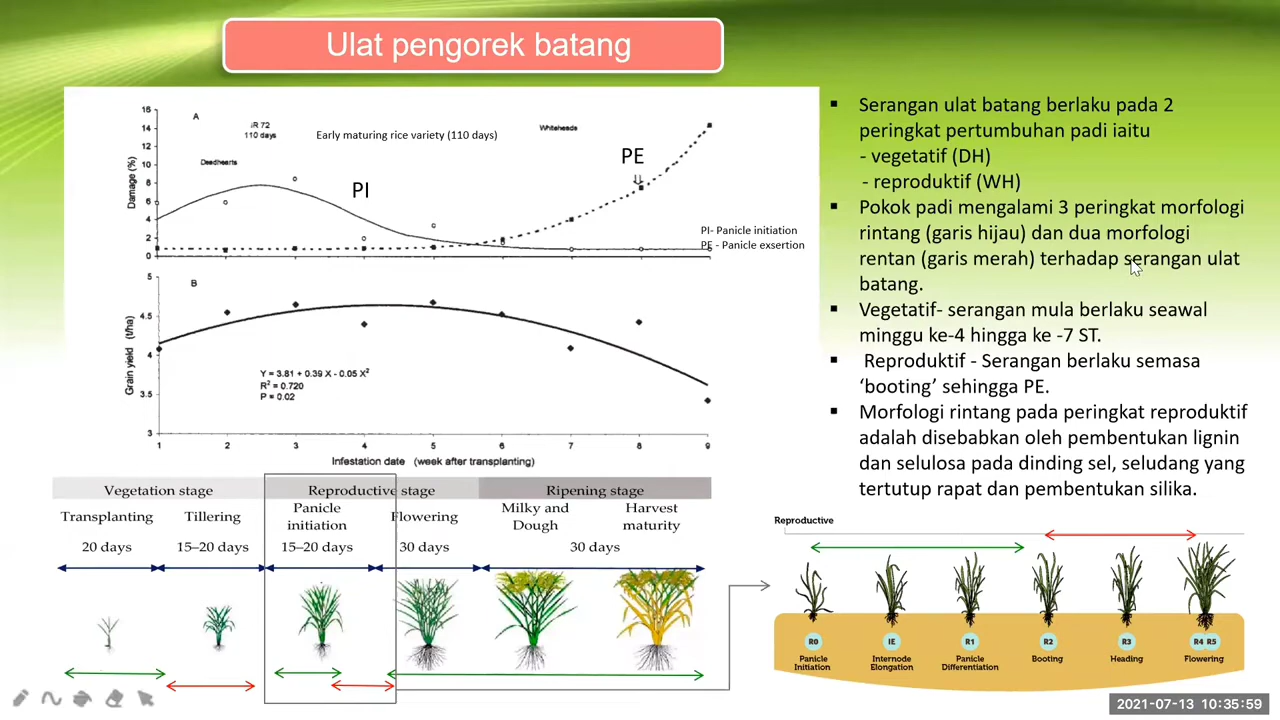 Ulat pengorek batang
16
14
12
10
8
6
4
2
0
Damage (%)
A
IR 72
110 days
Early maturing rice variety (110 days)
Whiteheads
Deadhearts
PI
PE
PI- Panicle initiation
PE - Panicle exsertion
5
4.5
4
3.5
3
Grain yield (t/ha)
B
Y = 3.81 + 0.39 X - 0.05 X²
R² = 0.720
P = 0.02
1 2 3 4 5 6 7 8 9
Infestation date (week after transplanting)
Vegetation stage Reproductive stage Ripening stage
Transplanting Tillering Panicle initiation Flowering Milky and Dough Harvest maturity
20 days 15–20 days 15–20 days 30 days 30 days
▪ Serangan ulat batang berlaku pada 2
peringkat pertumbuhan padi iaitu
- vegetatif (DH)
- reproduktif (WH)
▪ Pokok padi mengalami 3 peringkat morfologi
rintang (garis hijau) dan dua morfologi
rentan (garis merah) terhadap serangan ulat
batang.
▪ Vegetatif- serangan mula berlaku seawal
minggu ke-4 hingga ke -7 ST.
▪ Reproduktif - Serangan berlaku semasa
‘booting’ sehingga PE.
▪ Morfologi rintang pada peringkat reproduktif
adalah disebabkan oleh pembentukan lignin
dan selulosa pada dinding sel, seludang yang
tertutup rapat dan pembentukan silika.
Reproductive
R0 IE R1 R2 R3 R4 R5
Panicle Initiation Internode Elongation Panicle Differentiation Booting Heading Flowering
2021-07-13 10:35:59